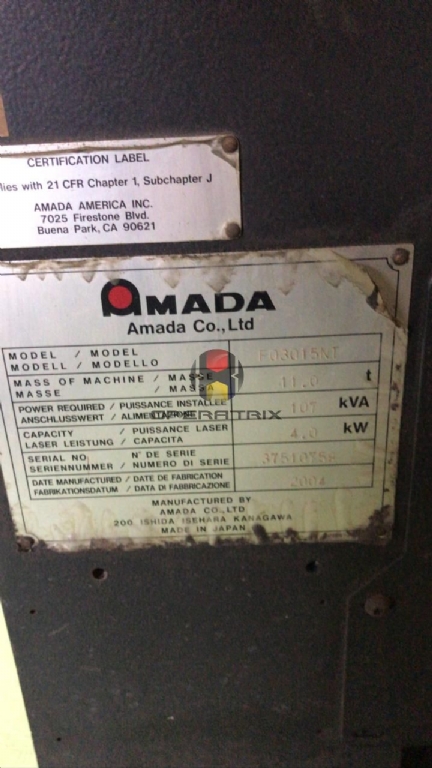 CERTIFICATION LABEL
lies with 21 CFR Chapter 1, Subchapter J
AMADA AMERICA INC.
7025 Firestone Blvd.
Buena Park, CA 90621
AMADA
Amada Co.,Ltd
MODEL / MODEL
MODELL / MODELLO FO3015NT
MASS OF MACHINE / MASSE
MASSE / MASSA 11.0 t
POWER REQUIRED / PUISSANCE INSTALLEE
ANSCHLUSSWERT / ALIMENTAZIONE 107 kVA
CAPACITY / PUISSANCE LASER
LASER LEISTUNG / CAPACITA 4.0 kW
SERIAL NO. / N° DE SERIE
SERIENNUMMER / NUMERO DI SERIE
DATE MANUFACTURED / DATE DE FABRICATION
FABRIKATIONSDATUM / DATA DI FABBRICAZIONE 2004
MANUFACTURED BY
AMADA CO.,LTD
200, ISHIDA ISEHARA KANAGAWA
MADE IN JAPAN